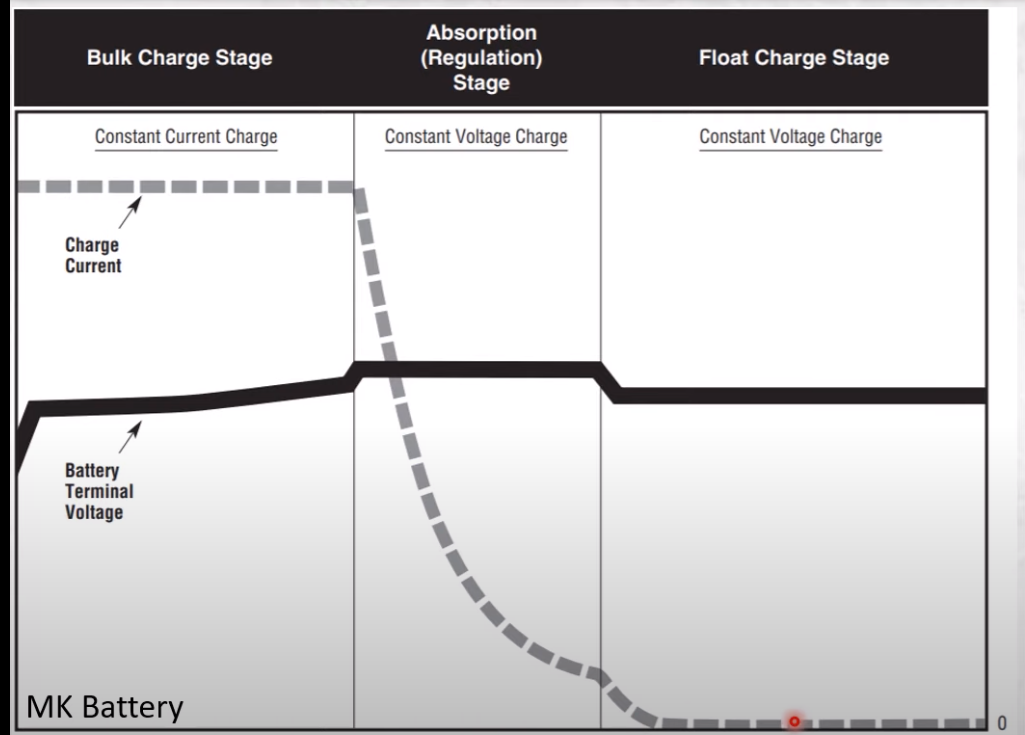 Bulk Charge Stage
Absorption
(Regulation)
Stage
Float Charge Stage
Constant Current Charge
Constant Voltage Charge
Constant Voltage Charge
Charge
Current
Battery
Terminal
Voltage
MK Battery
0